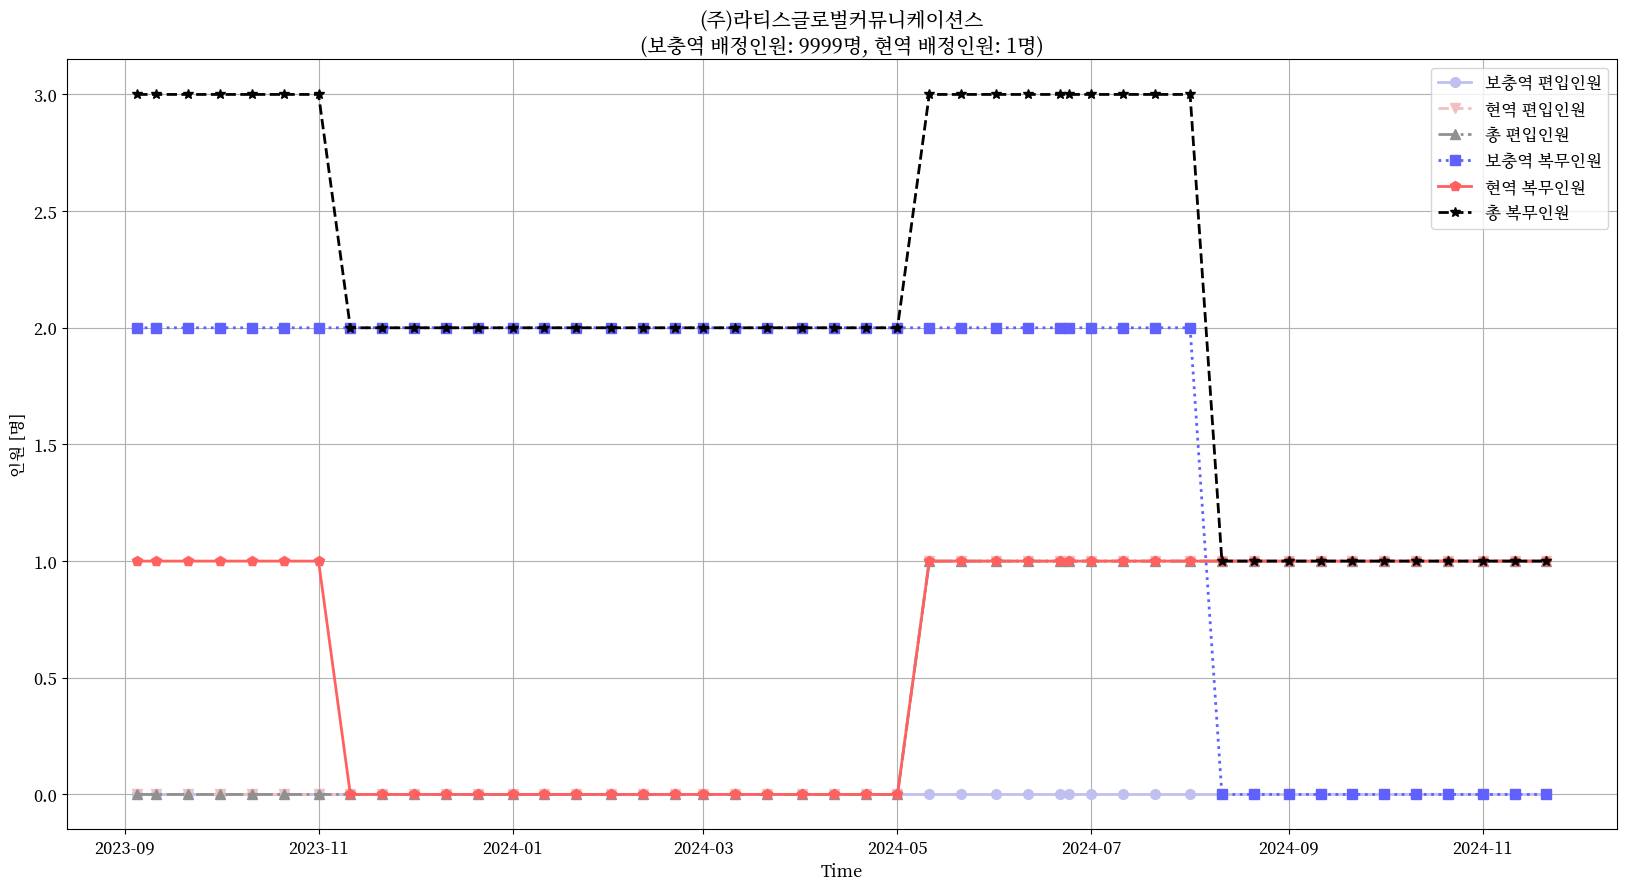 (주)라티스글로벌커뮤니케이션스
(보충역 배정인원: 9999명, 현역 배정인원: 1명)
보충역 편입인원
현역 편입인원
총 편입인원
보충역 복무인원
현역 복무인원
총 복무인원
인원 [명]
3.0
2.5
2.0
1.5
1.0
0.5
0.0
2023-09
2023-11
2024-01
2024-03
2024-05
2024-07
2024-09
2024-11
Time